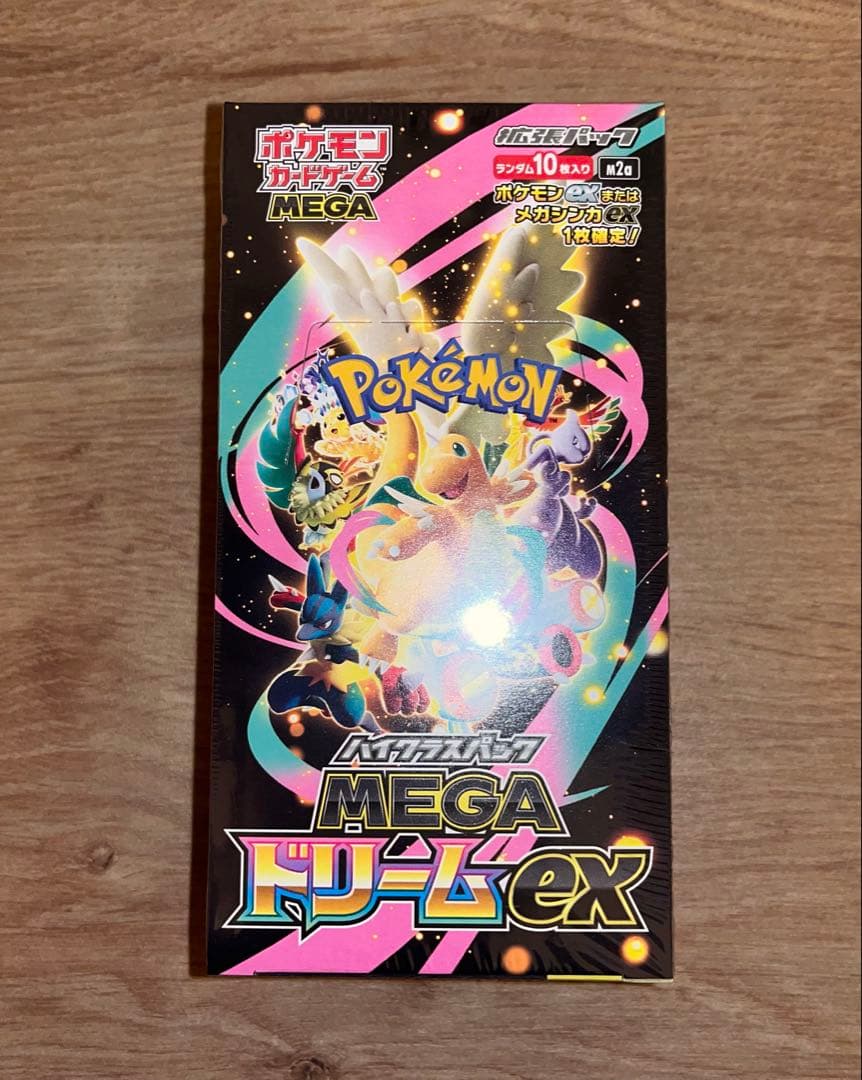 ポケモン
カードゲーム
MEGA
拡張パック
ランダム10枚入り M2a
ポケモンexまたは
メガシンカex
1枚確定!
POKéMON
TM
ハイクラスパック
MEGA
ドリームex